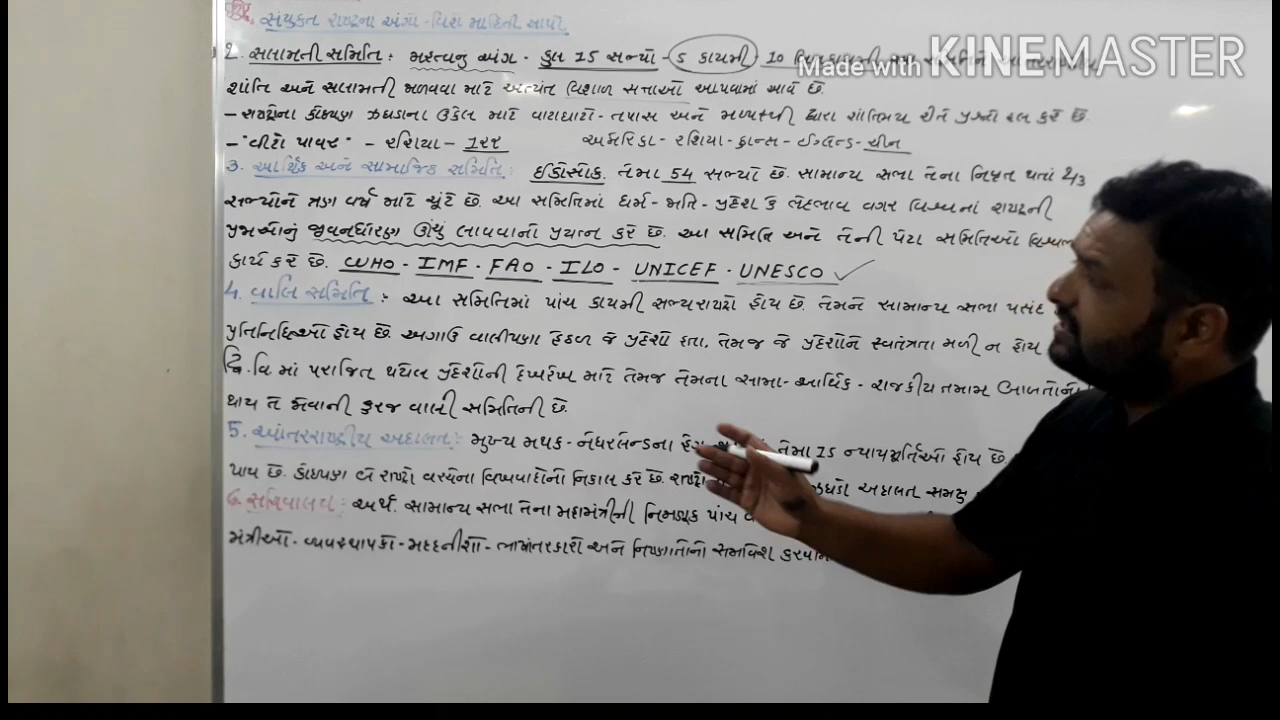 સંયુક્ત રાષ્ટ્રના અંગો - વિશે માહિતી આપો
Made with KINEMASTER
2. સલામતી સમિતિ : મહત્વનું અંગ - કુલ 15 સભ્યો - 5 કાયમી - 10
શાંતિ અને સલામતી જાળવવા માટે અત્યંત વિશાળ સત્તાઓ આપવામાં આવે છે.
- રાષ્ટ્રોના કોઇપણ ઝઘડાના ઉકેલ માટે વાટાઘાટો - તપાસ અને મધ્યસ્થી દ્વારા શાંતિમય રીતે પ્રશ્નો હલ કરે છે.
- "વીટો પાવર" - રશિયા - 122 અમેરિકા - રશિયા - ફ્રાન્સ - ઈંગ્લેન્ડ - ચીન
3. આર્થિક અને સામાજિક સમિતિ : ઈકોસોક. તેમાં 54 સભ્યો છે. સામાન્ય સભા તેના નિવૃત થતાં 2/3
સભ્યોને ત્રણ વર્ષ માટે ચૂંટે છે. આ સમિતિમાં ધર્મ - જાતિ - પ્રદેશ કે ભેદભાવ વગર વિશ્વનાં રાષ્ટ્રની
પ્રજાઓનું જીવનધોરણ ઊંચું લાવવાનો પ્રયત્ન કરે છે. આ સમિતિ અને તેની પેટા સમિતિઓ
કાર્ય કરે છે. WHO - IMF - FAO - ILO - UNICEF - UNESCO ✓
4. વાલિ સમિતિ : આ સમિતિમાં પાંચ કાયમી સભ્યરાષ્ટ્રો હોય છે. તેમને સામાન્ય સભા પસંદ
પ્રતિનિધિઓ હોય છે. અગાઉ વાલીપણા હેઠળ જે પ્રદેશો હતા. તેમજ જે પ્રદેશોને સ્વતંત્રતા મળી ન હોય
દ્વિ.વિ માં પરાજિત થયેલ પ્રદેશોની દેખરેખ માટે તેમજ તેમના સામા - આર્થિક - રાજકીય તમામ બાબતોનો
થાય તે જોવાની ફરજ વાલી સમિતિની છે.
5. આંતરરાષ્ટ્રીય અદાલત : મુખ્ય મથક - નેધરલેન્ડના હેગ તેમાં 15 ન્યાયમૂર્તિઓ હોય છે.
પાય છે. કોઇપણ બે રાષ્ટ્રો વચ્ચેના વિખવાદોનો નિકાલ કરે છે. રાષ્ટ્રો ઝઘડો અદાલત સમક્ષ
6. સચિવાલય : અર્થ. સામાન્ય સભા તેના મહામંત્રીની નિમણૂક પાંચ
મંત્રીઓ - વ્યવસ્થાપકો - મદદનીશો - ભાષાંતરકારો અને નિષ્ણાતોનો સમાવેશ કરવામાં